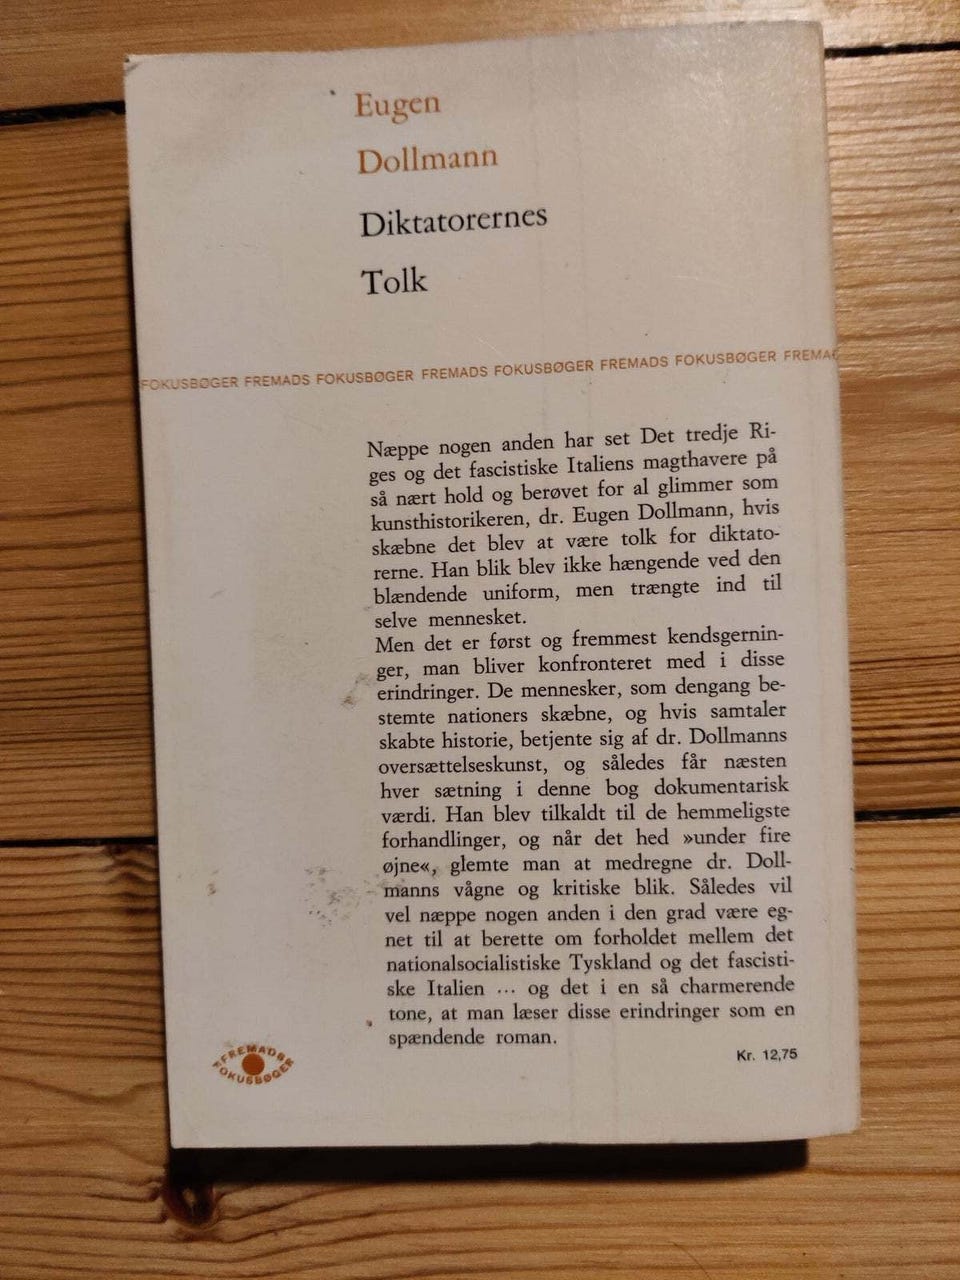 Eugen
Dollmann
Diktatorernes
Tolk
FOKUSBØGER FREMADS FOKUSBØGER FREMADS FOKUSBØGER FREMADS FOKUSBØGER FREMAD
Næppe nogen anden har set Det tredje Ri-
ges og det fascistiske Italiens magthavere på
så nært hold og berøvet for al glimmer som
kunsthistorikeren, dr. Eugen Dollmann, hvis
skæbne det blev at være tolk for diktato-
rerne. Han blik blev ikke hængende ved den
blændende uniform, men trængte ind til
selve mennesket.
Men det er først og fremmest kendsgernin-
ger, man bliver konfronteret med i disse
erindringer. De mennesker, som dengang be-
stemte nationers skæbne, og hvis samtaler
skabte historie, betjente sig af dr. Dollmanns
oversættelseskunst, og således får næsten
hver sætning i denne bog dokumentarisk
værdi. Han blev tilkaldt til de hemmeligste
forhandlinger, og når det hed »under fire
øjne«, glemte man at medregne dr. Doll-
manns vågne og kritiske blik. Således vil
vel næppe nogen anden i den grad være eg-
net til at berette om forholdet mellem det
nationalsocialistiske Tyskland og det fascisti-
ske Italien ... og det i en så charmerende
tone, at man læser disse erindringer som en
spændende roman.
Kr. 12,75
FREMADS
FOKUSBØGER